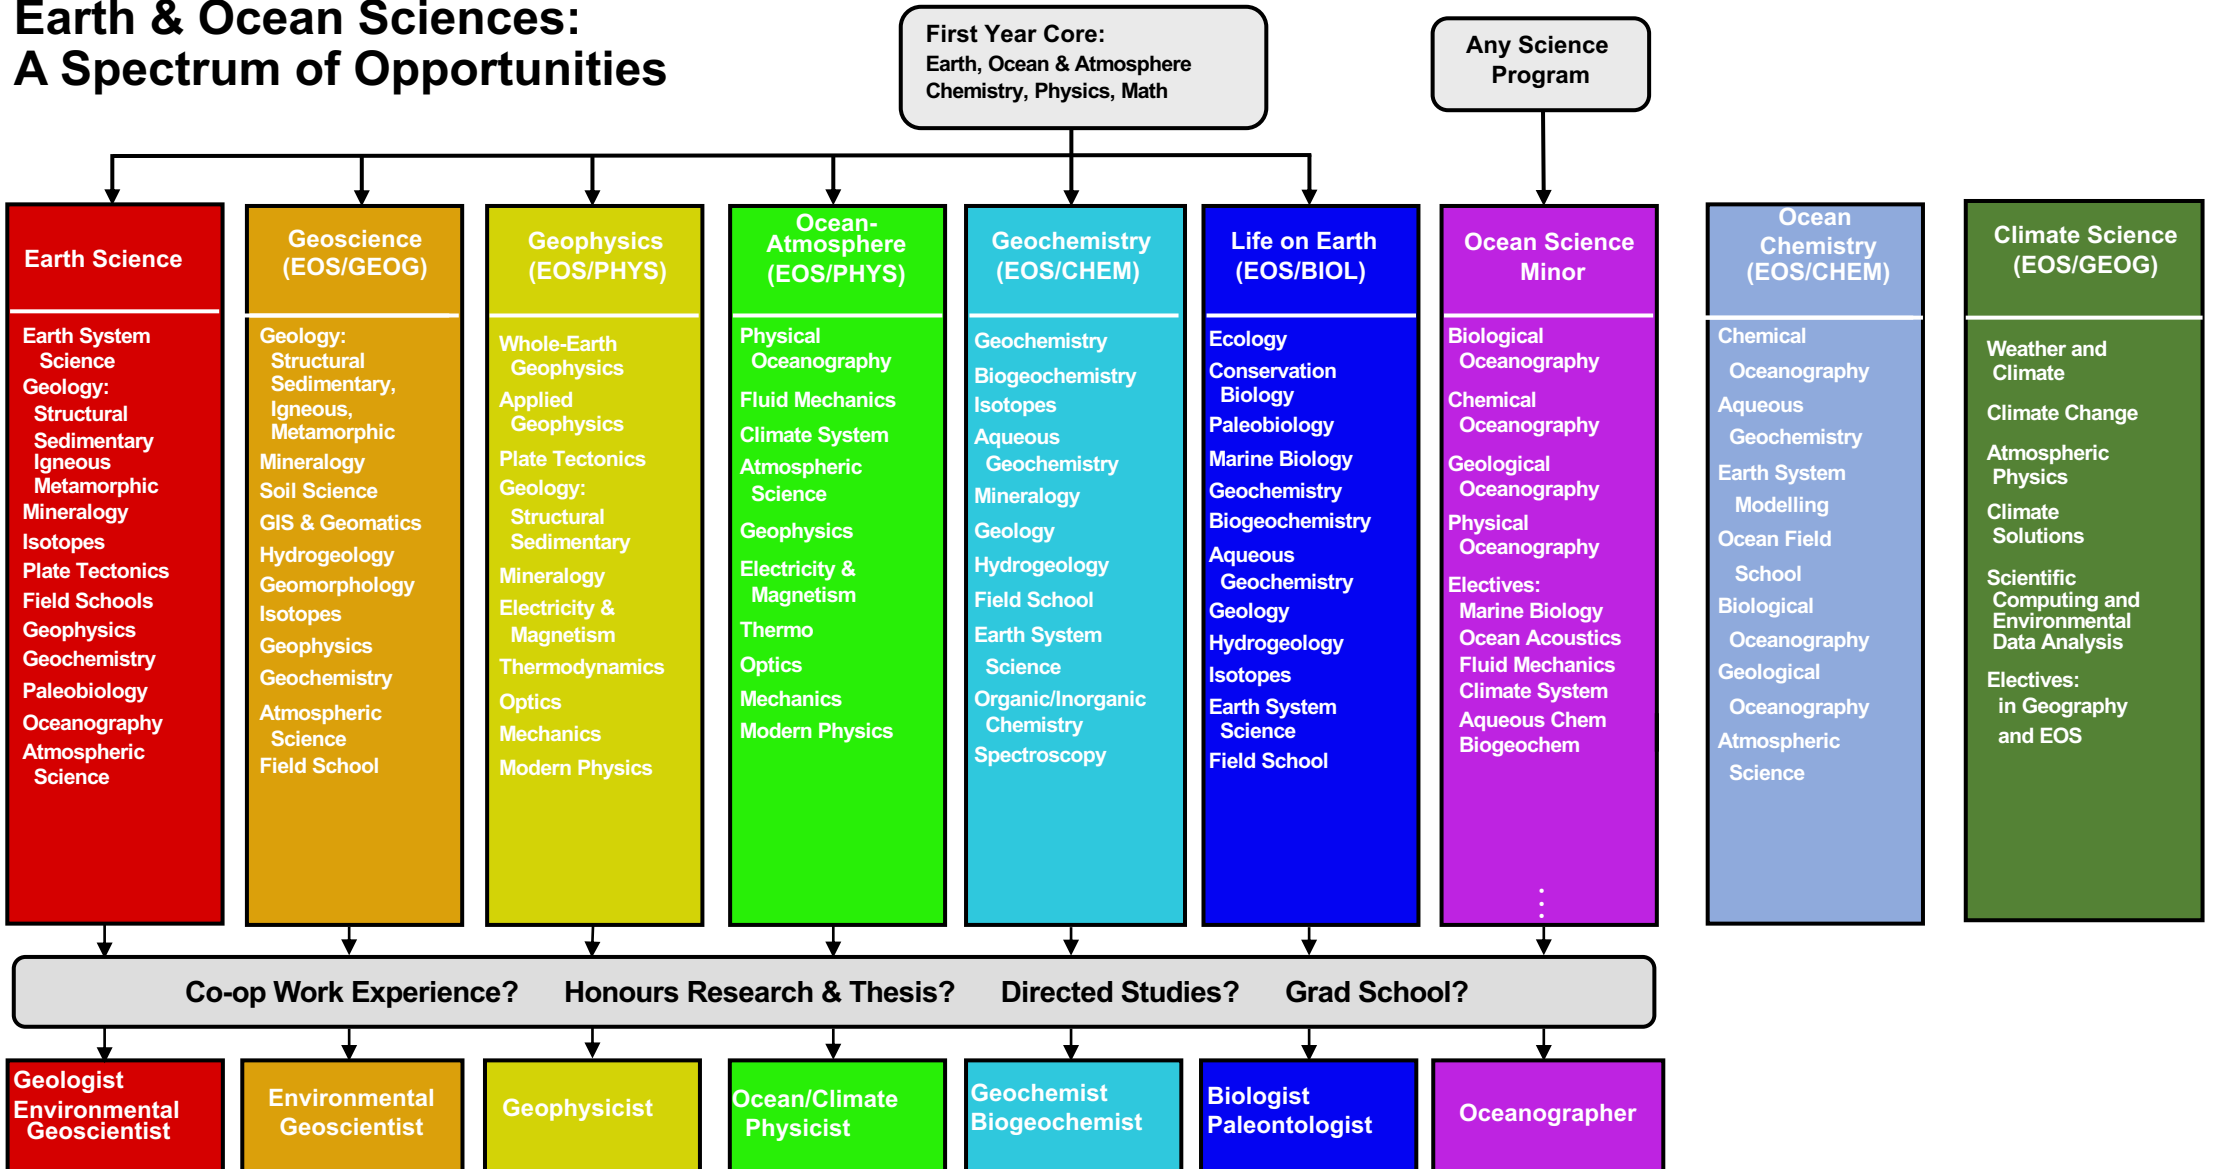 Earth & Ocean Sciences:
A Spectrum of Opportunities
First Year Core:
Earth, Ocean & Atmosphere
Chemistry, Physics, Math
Any Science
Program
Earth Science
Earth System
Science
Geology:
Structural
Sedimentary
Igneous
Metamorphic
Mineralogy
Isotopes
Plate Tectonics
Field Schools
Geophysics
Geochemistry
Paleobiology
Oceanography
Atmospheric
Science
Geoscience
(EOS/GEOG)
Geology:
Structural
Sedimentary,
Igneous,
Metamorphic
Mineralogy
Soil Science
GIS & Geomatics
Hydrogeology
Geomorphology
Isotopes
Geophysics
Geochemistry
Atmospheric
Science
Field School
Geophysics
(EOS/PHYS)
Whole-Earth
Geophysics
Applied
Geophysics
Plate Tectonics
Geology:
Structural
Sedimentary
Mineralogy
Electricity &
Magnetism
Thermodynamics
Optics
Mechanics
Modern Physics
Ocean-
Atmosphere
(EOS/PHYS)
Physical
Oceanography
Fluid Mechanics
Climate System
Atmospheric
Science
Geophysics
Electricity &
Magnetism
Thermo
Optics
Mechanics
Modern Physics
Geochemistry
(EOS/CHEM)
Geochemistry
Biogeochemistry
Isotopes
Aqueous
Geochemistry
Mineralogy
Geology
Hydrogeology
Field School
Earth System
Science
Organic/Inorganic
Chemistry
Spectroscopy
Life on Earth
(EOS/BIOL)
Ecology
Conservation
Biology
Paleobiology
Marine Biology
Geochemistry
Biogeochemistry
Aqueous
Geochemistry
Geology
Hydrogeology
Isotopes
Earth System
Science
Field School
Ocean Science
Minor
Biological
Oceanography
Chemical
Oceanography
Geological
Oceanography
Physical
Oceanography
Electives:
Marine Biology
Ocean Acoustics
Fluid Mechanics
Climate System
Aqueous Chem
Biogeochem
⋮
Ocean
Chemistry
(EOS/CHEM)
Chemical
Oceanography
Aqueous
Geochemistry
Earth System
Modelling
Ocean Field
School
Biological
Oceanography
Geological
Oceanography
Atmospheric
Science
Climate Science
(EOS/GEOG)
Weather and
Climate
Climate Change
Atmospheric
Physics
Climate
Solutions
Scientific
Computing and
Environmental
Data Analysis
Electives:
in Geography
and EOS
Co-op Work Experience? Honours Research & Thesis? Directed Studies? Grad School?
Geologist
Environmental
Geoscientist
Environmental
Geoscientist
Geophysicist
Ocean/Climate
Physicist
Geochemist
Biogeochemist
Biologist
Paleontologist
Oceanographer